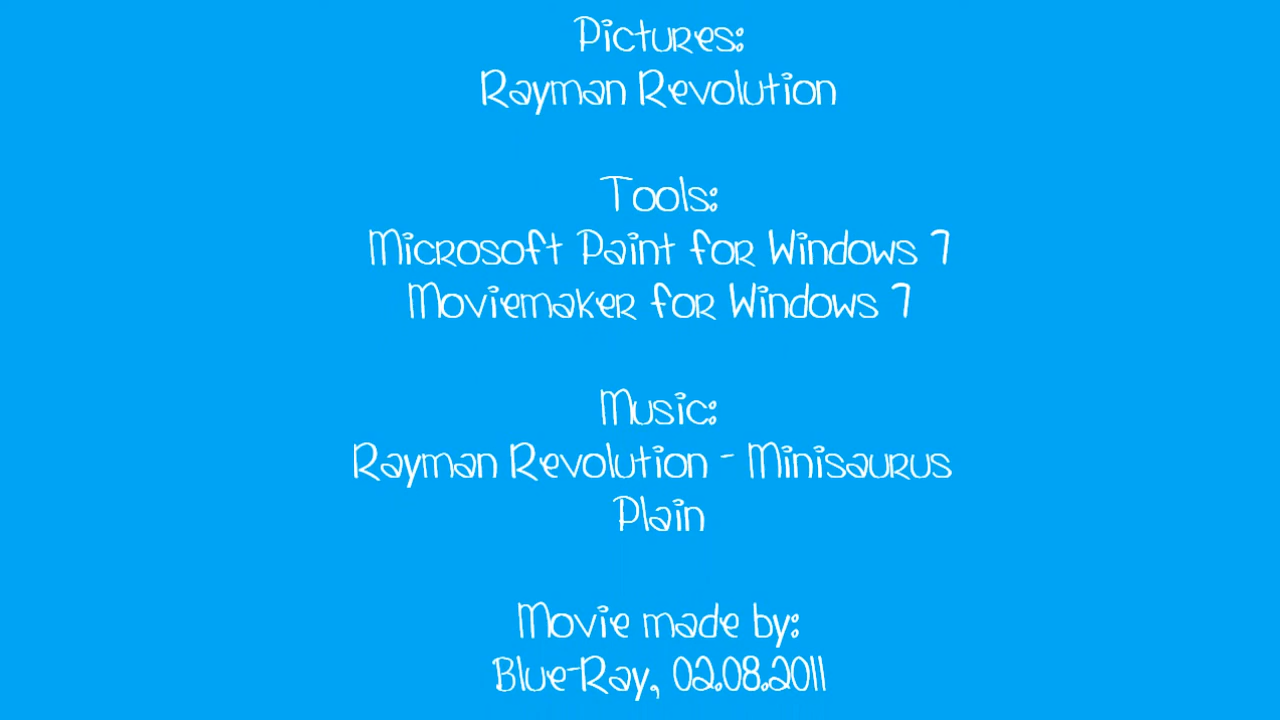 Pictures:
Rayman Revolution
Tools:
Microsoft Paint for Windows 7
Moviemaker for Windows 7
Music:
Rayman Revolution - Minisaurus
Plain
Movie made by:
Blue-Ray, 02.08.2011